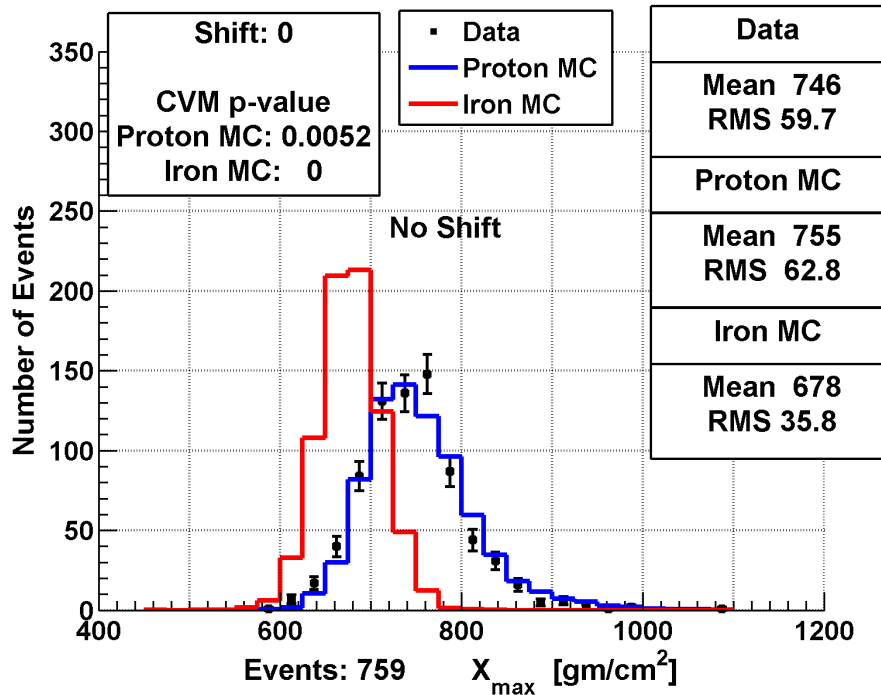 Shift: 0
CVM p-value
Proton MC: 0.0052
Iron MC: 0
Data
Proton MC
Iron MC
Data
Mean 746
RMS 59.7
Proton MC
Mean 755
RMS 62.8
Iron MC
Mean 678
RMS 35.8
No Shift
Number of Events
350
300
250
200
150
100
50
0
400 600 800 1000 1200
Events: 759 X_max [gm/cm²]